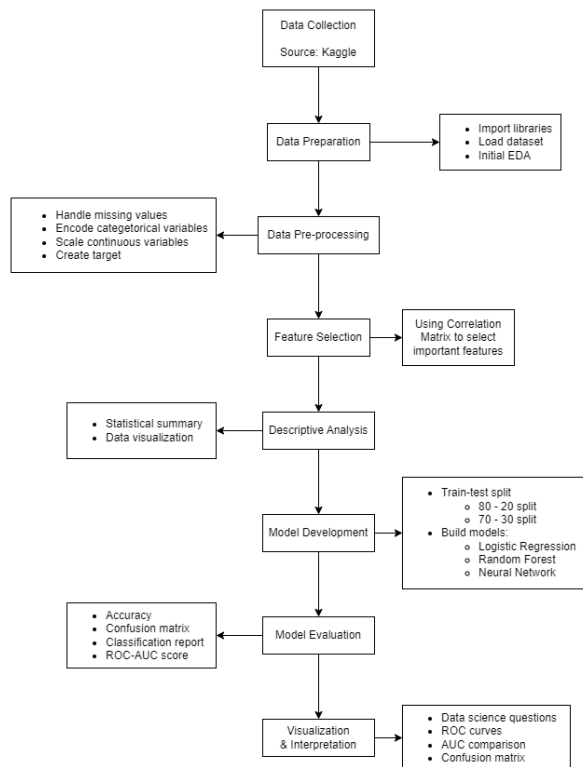 Data Collection
Source: Kaggle
Data Preparation
• Import libraries
• Load dataset
• Initial EDA
• Handle missing values
• Encode categetorical variables
• Scale continuous variables
• Create target
Data Pre-processing
Feature Selection
Using Correlation
Matrix to select
important features
• Statistical summary
• Data visualization
Descriptive Analysis
Model Development
• Train-test split
○ 80 - 20 split
○ 70 - 30 split
• Build models:
○ Logistic Regression
○ Random Forest
○ Neural Network
• Accuracy
• Confusion matrix
• Classification report
• ROC-AUC score
Model Evaluation
Visualization
& Interpretation
• Data science questions
• ROC curves
• AUC comparison
• Confusion matrix